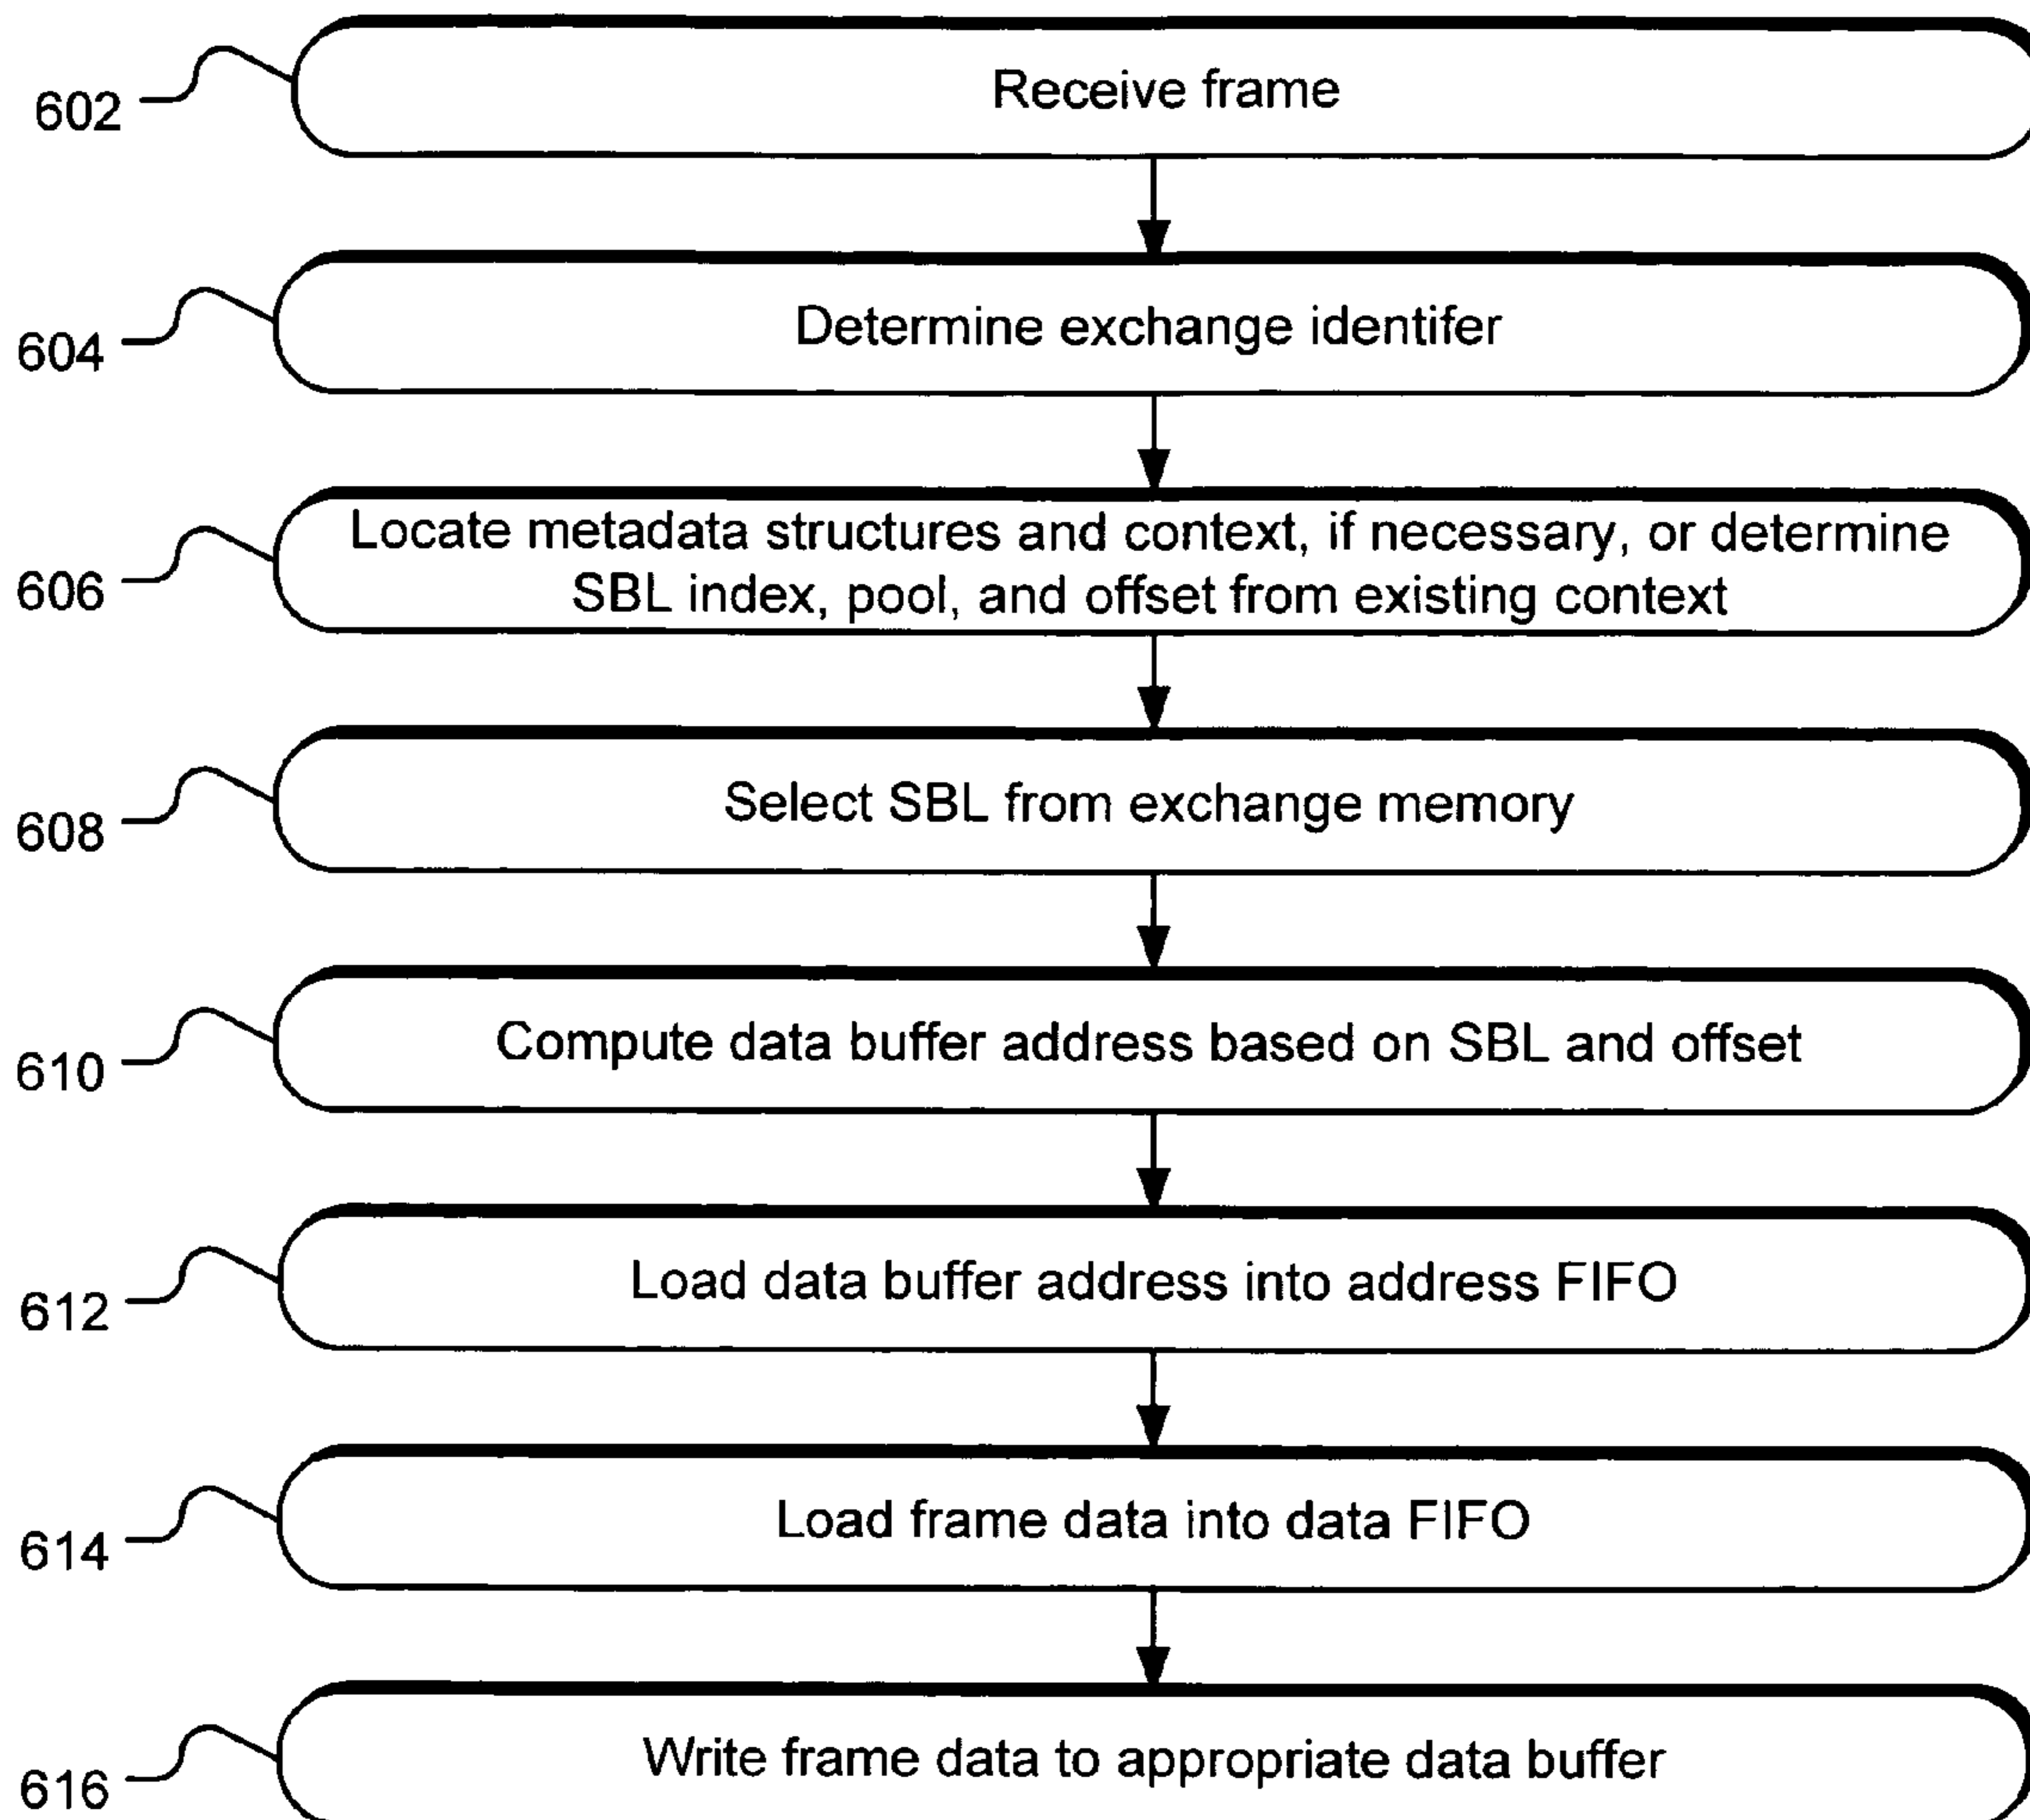 Receive frame
602
Determine exchange identifer
604
Locate metadata structures and context, if necessary, or determine
SBL index, pool, and offset from existing context
606
Select SBL from exchange memory
608
Compute data buffer address based on SBL and offset
610
Load data buffer address into address FIFO
612
Load frame data into data FIFO
614
Write frame data to appropriate data buffer
616